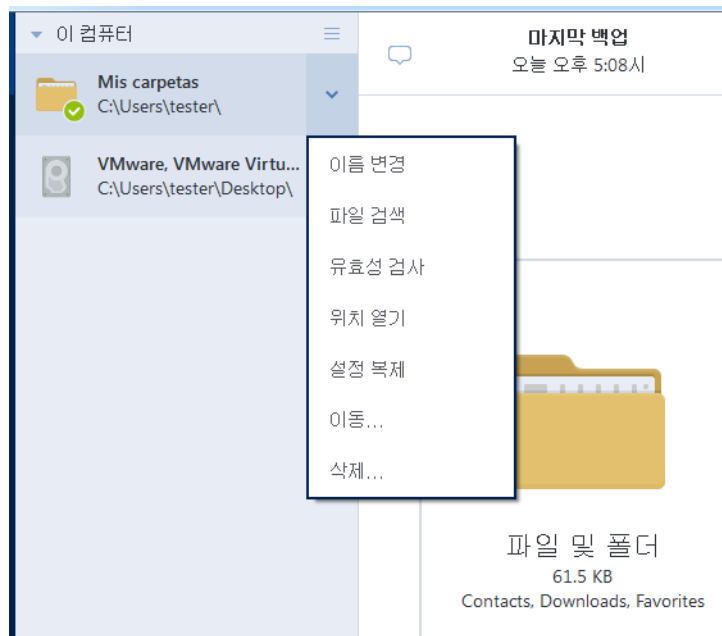 이 컴퓨터
Mis carpetas
C:\Users\tester\
VMware, VMware Virtu...
C:\Users\tester\Desktop\
마지막 백업
오늘 오후 5:08시
이름 변경
파일 검색
유효성 검사
위치 열기
설정 복제
이동...
삭제...
파일 및 폴더
61.5 KB
Contacts, Downloads, Favorites